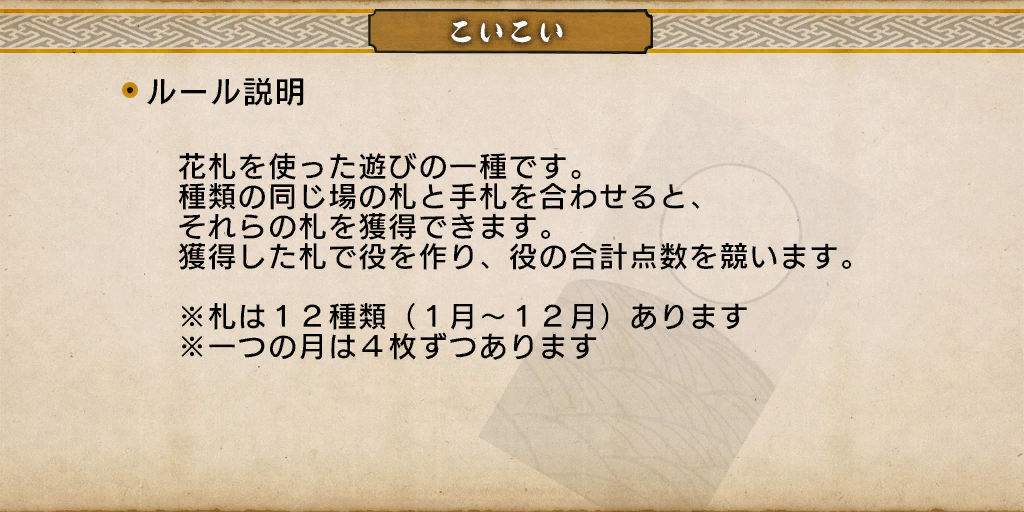 こいこい
ルール説明
花札を使った遊びの一種です。
種類の同じ場の札と手札を合わせると、
それらの札を獲得できます。
獲得した札で役を作り、役の合計点数を競います。
※札は１２種類（１月～１２月）あります
※一つの月は４枚ずつあります